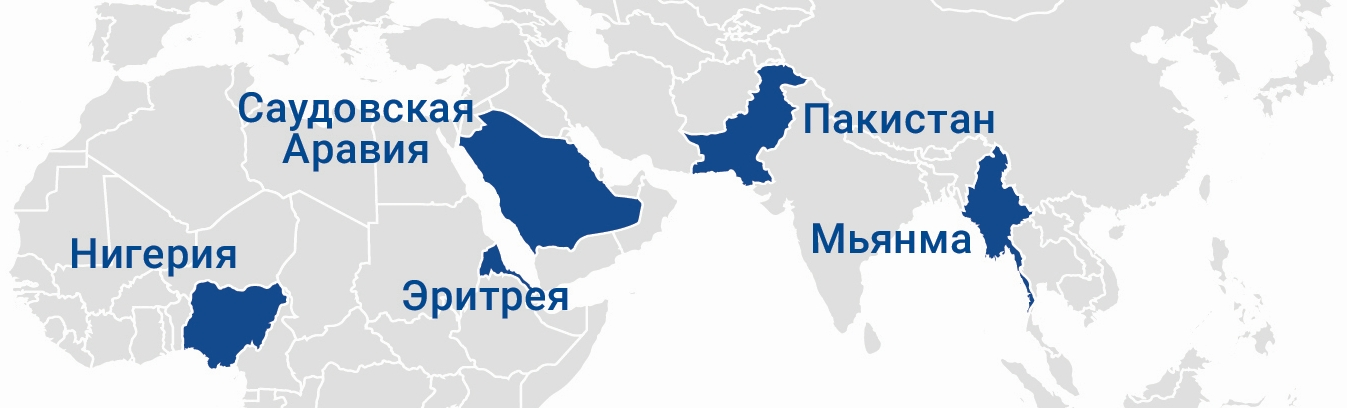 Саудовская
Аравия
Пакистан
Нигерия
Мьянма
Эритрея